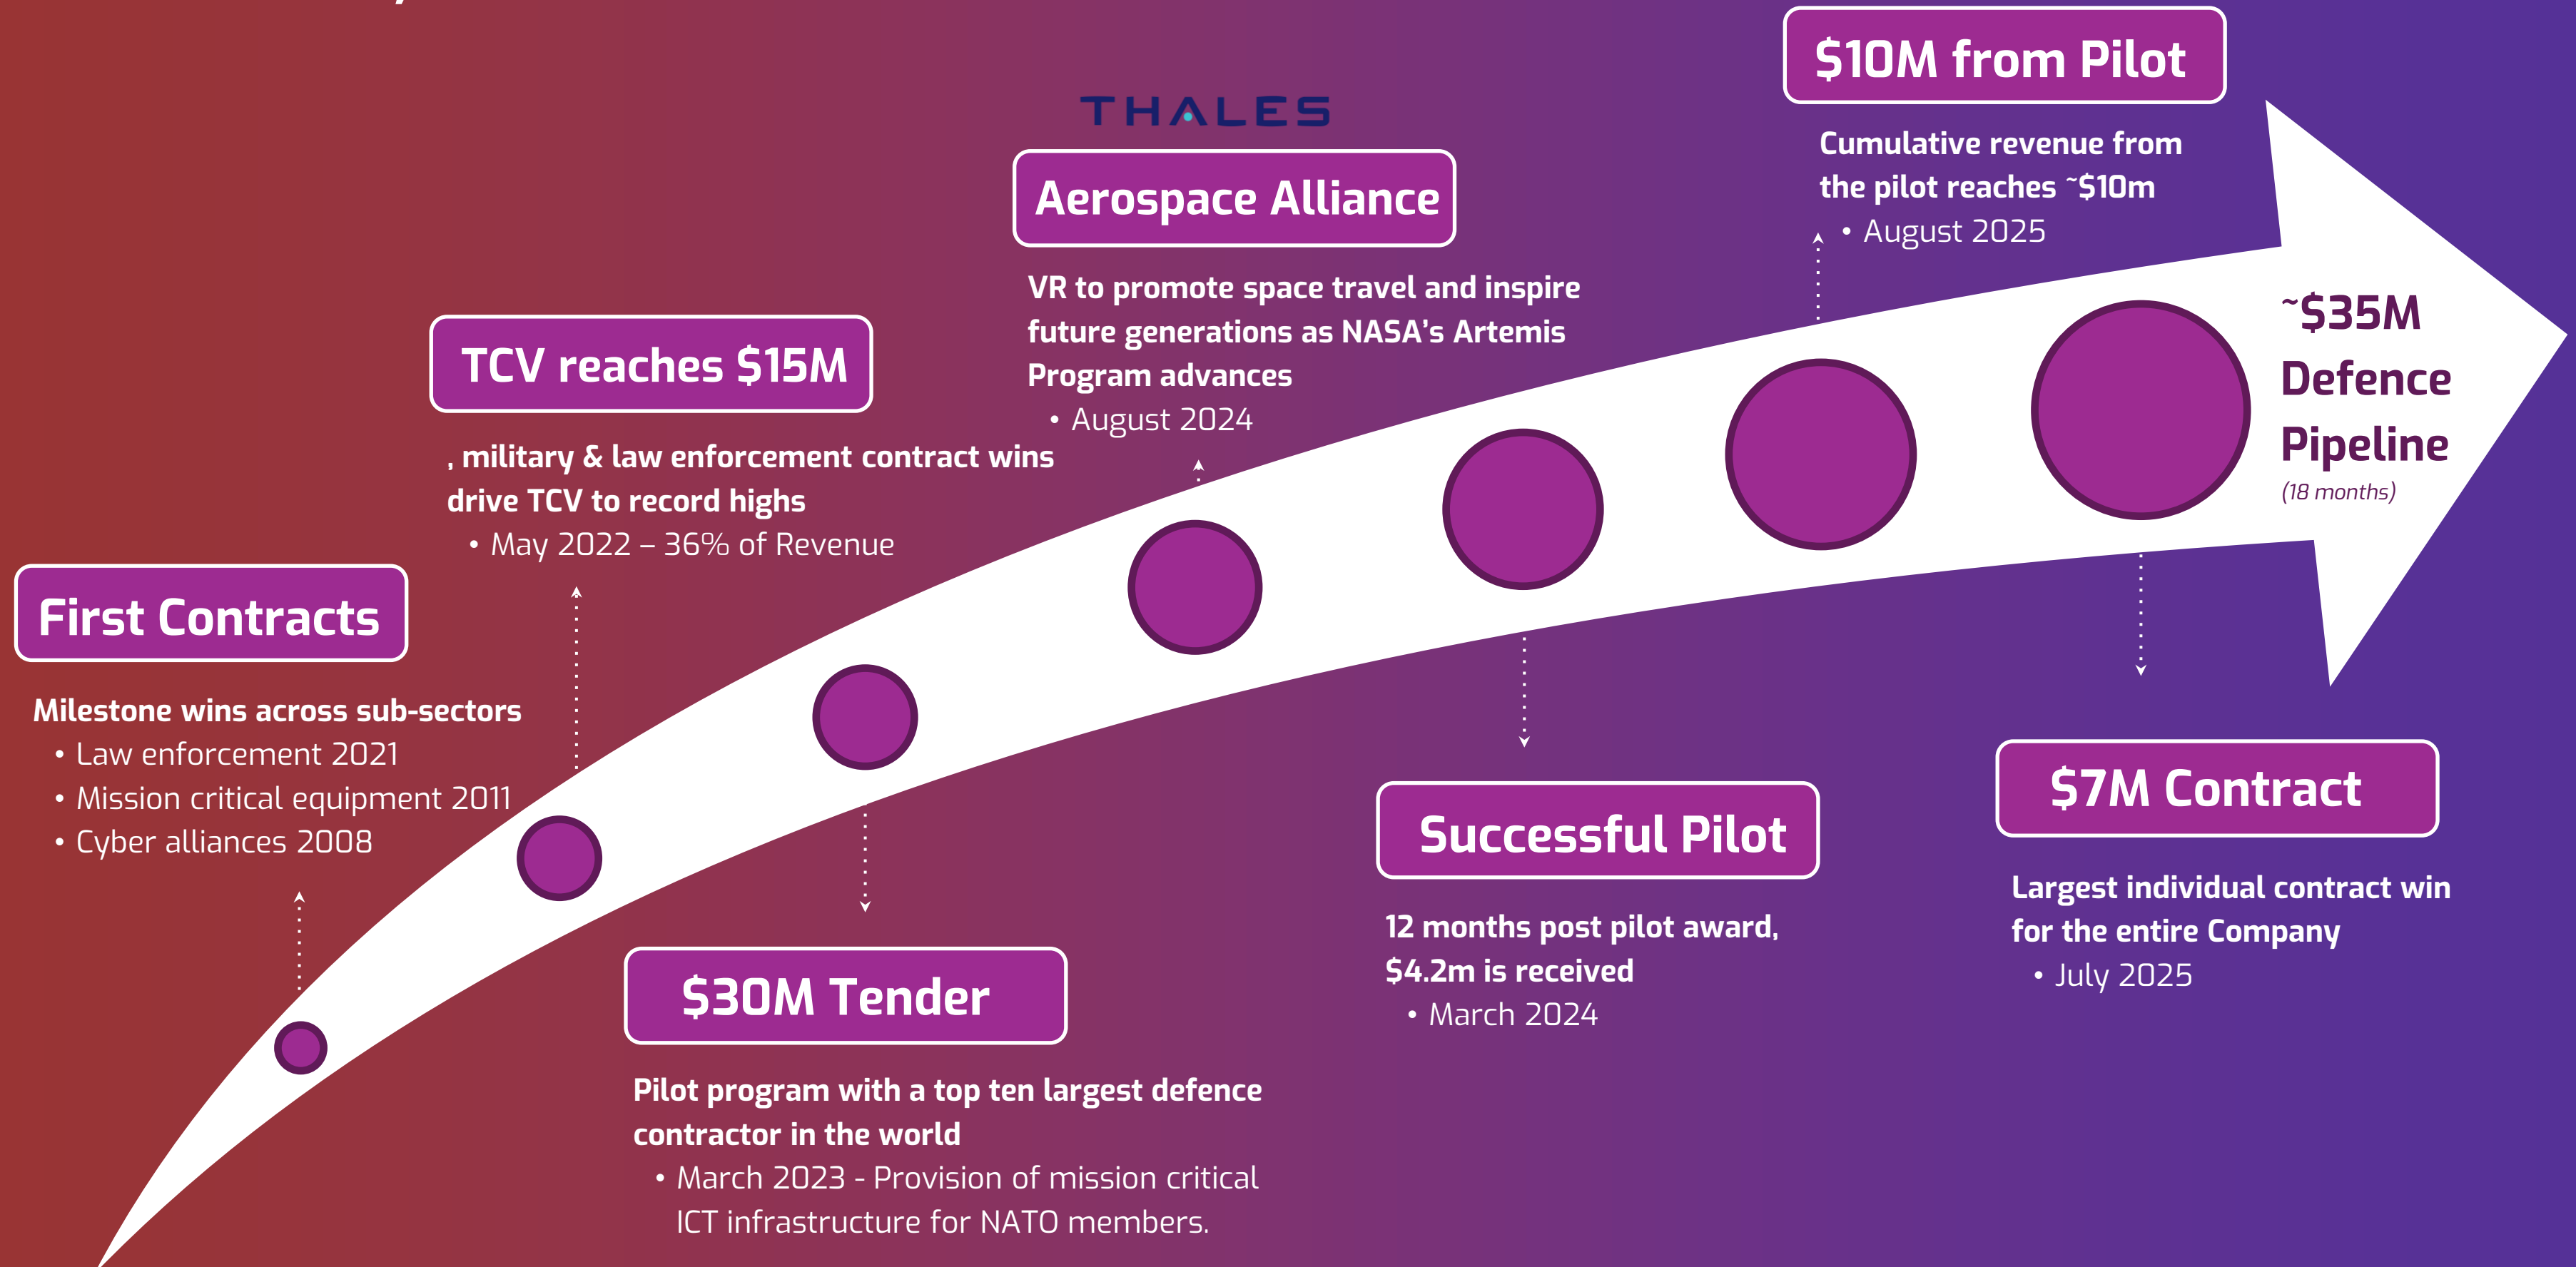 First Contracts
Milestone wins across sub-sectors
• Law enforcement 2021
• Mission critical equipment 2011
• Cyber alliances 2008
TCV reaches $15M
, military & law enforcement contract wins
drive TCV to record highs
• May 2022 – 36% of Revenue
$30M Tender
Pilot program with a top ten largest defence
contractor in the world
• March 2023 - Provision of mission critical
ICT infrastructure for NATO members.
THALES
Aerospace Alliance
VR to promote space travel and inspire
future generations as NASA’s Artemis
Program advances
• August 2024
Successful Pilot
12 months post pilot award,
$4.2m is received
• March 2024
$10M from Pilot
Cumulative revenue from
the pilot reaches ~$10m
• August 2025
$7M Contract
Largest individual contract win
for the entire Company
• July 2025
~$35M
Defence
Pipeline
(18 months)